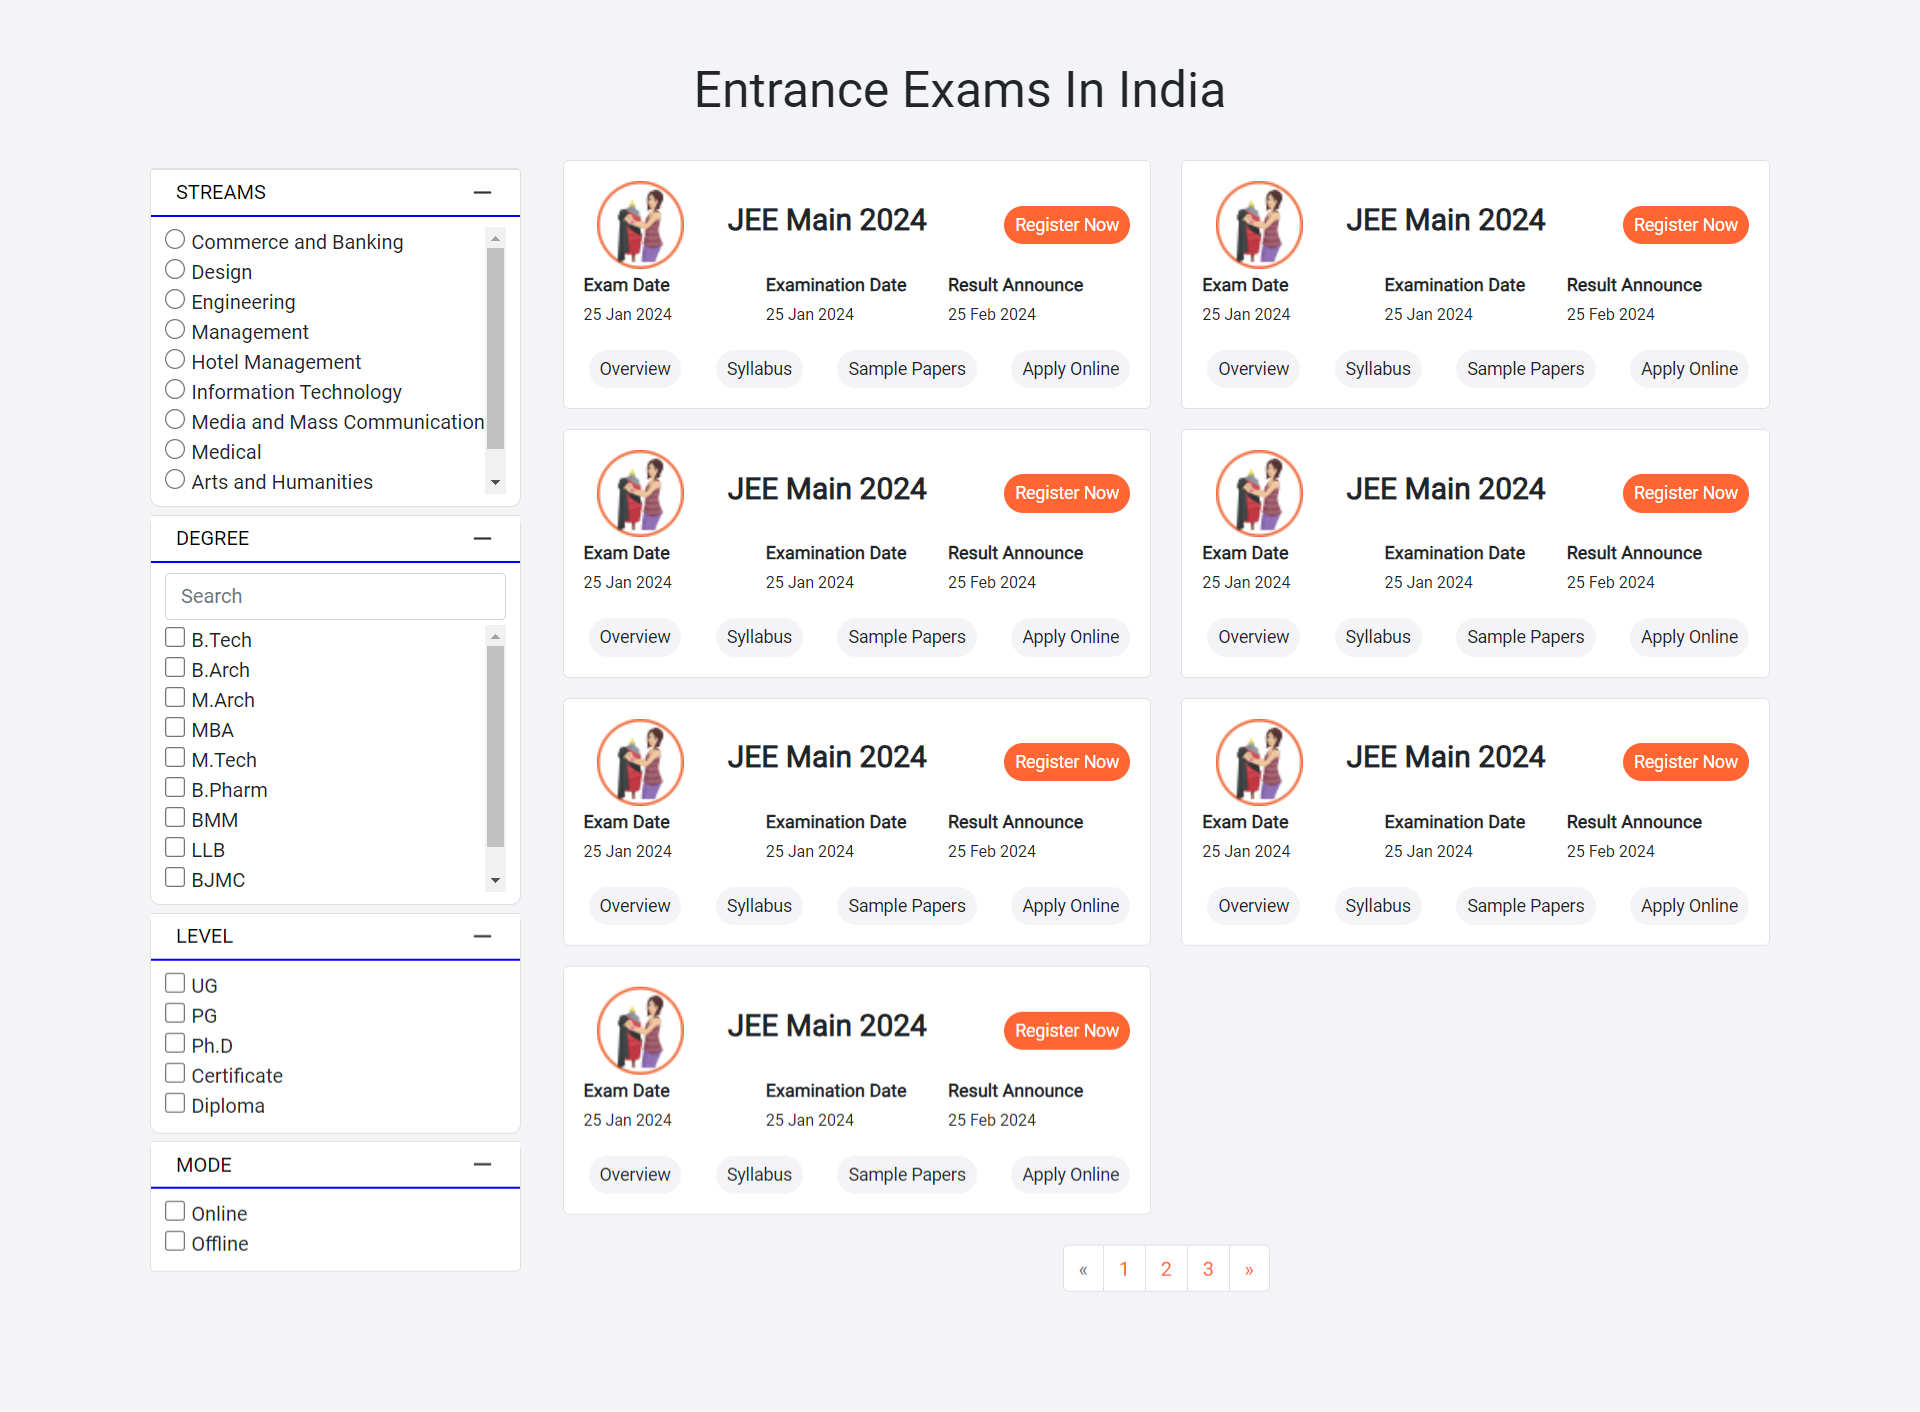 Entrance Exams In India
STREAMS
Commerce and Banking
Design
Engineering
Management
Hotel Management
Information Technology
Media and Mass Communication
Medical
Arts and Humanities
DEGREE
Search
B.Tech
B.Arch
M.Arch
MBA
M.Tech
B.Pharm
BMM
LLB
BJMC
LEVEL
UG
PG
Ph.D
Certificate
Diploma
MODE
Online
Offline
JEE Main 2024 Register Now
Exam Date Examination Date Result Announce
25 Jan 2024 25 Jan 2024 25 Feb 2024
Overview Syllabus Sample Papers Apply Online
JEE Main 2024 Register Now
Exam Date Examination Date Result Announce
25 Jan 2024 25 Jan 2024 25 Feb 2024
Overview Syllabus Sample Papers Apply Online
JEE Main 2024 Register Now
Exam Date Examination Date Result Announce
25 Jan 2024 25 Jan 2024 25 Feb 2024
Overview Syllabus Sample Papers Apply Online
JEE Main 2024 Register Now
Exam Date Examination Date Result Announce
25 Jan 2024 25 Jan 2024 25 Feb 2024
Overview Syllabus Sample Papers Apply Online
JEE Main 2024 Register Now
Exam Date Examination Date Result Announce
25 Jan 2024 25 Jan 2024 25 Feb 2024
Overview Syllabus Sample Papers Apply Online
JEE Main 2024 Register Now
Exam Date Examination Date Result Announce
25 Jan 2024 25 Jan 2024 25 Feb 2024
Overview Syllabus Sample Papers Apply Online
JEE Main 2024 Register Now
Exam Date Examination Date Result Announce
25 Jan 2024 25 Jan 2024 25 Feb 2024
Overview Syllabus Sample Papers Apply Online
« 1 2 3 »